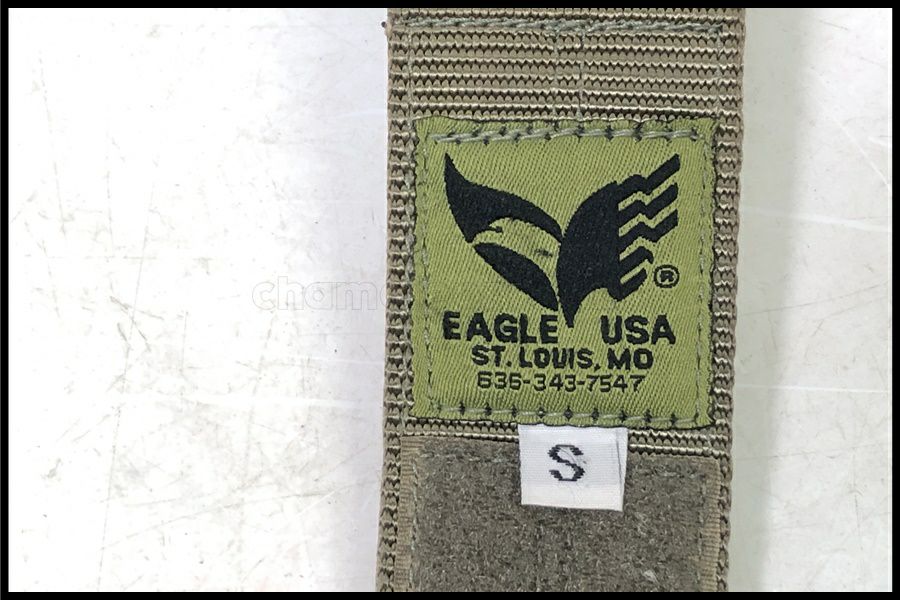 EAGLE USA
ST. LOUIS, MO
636-343-7547
S